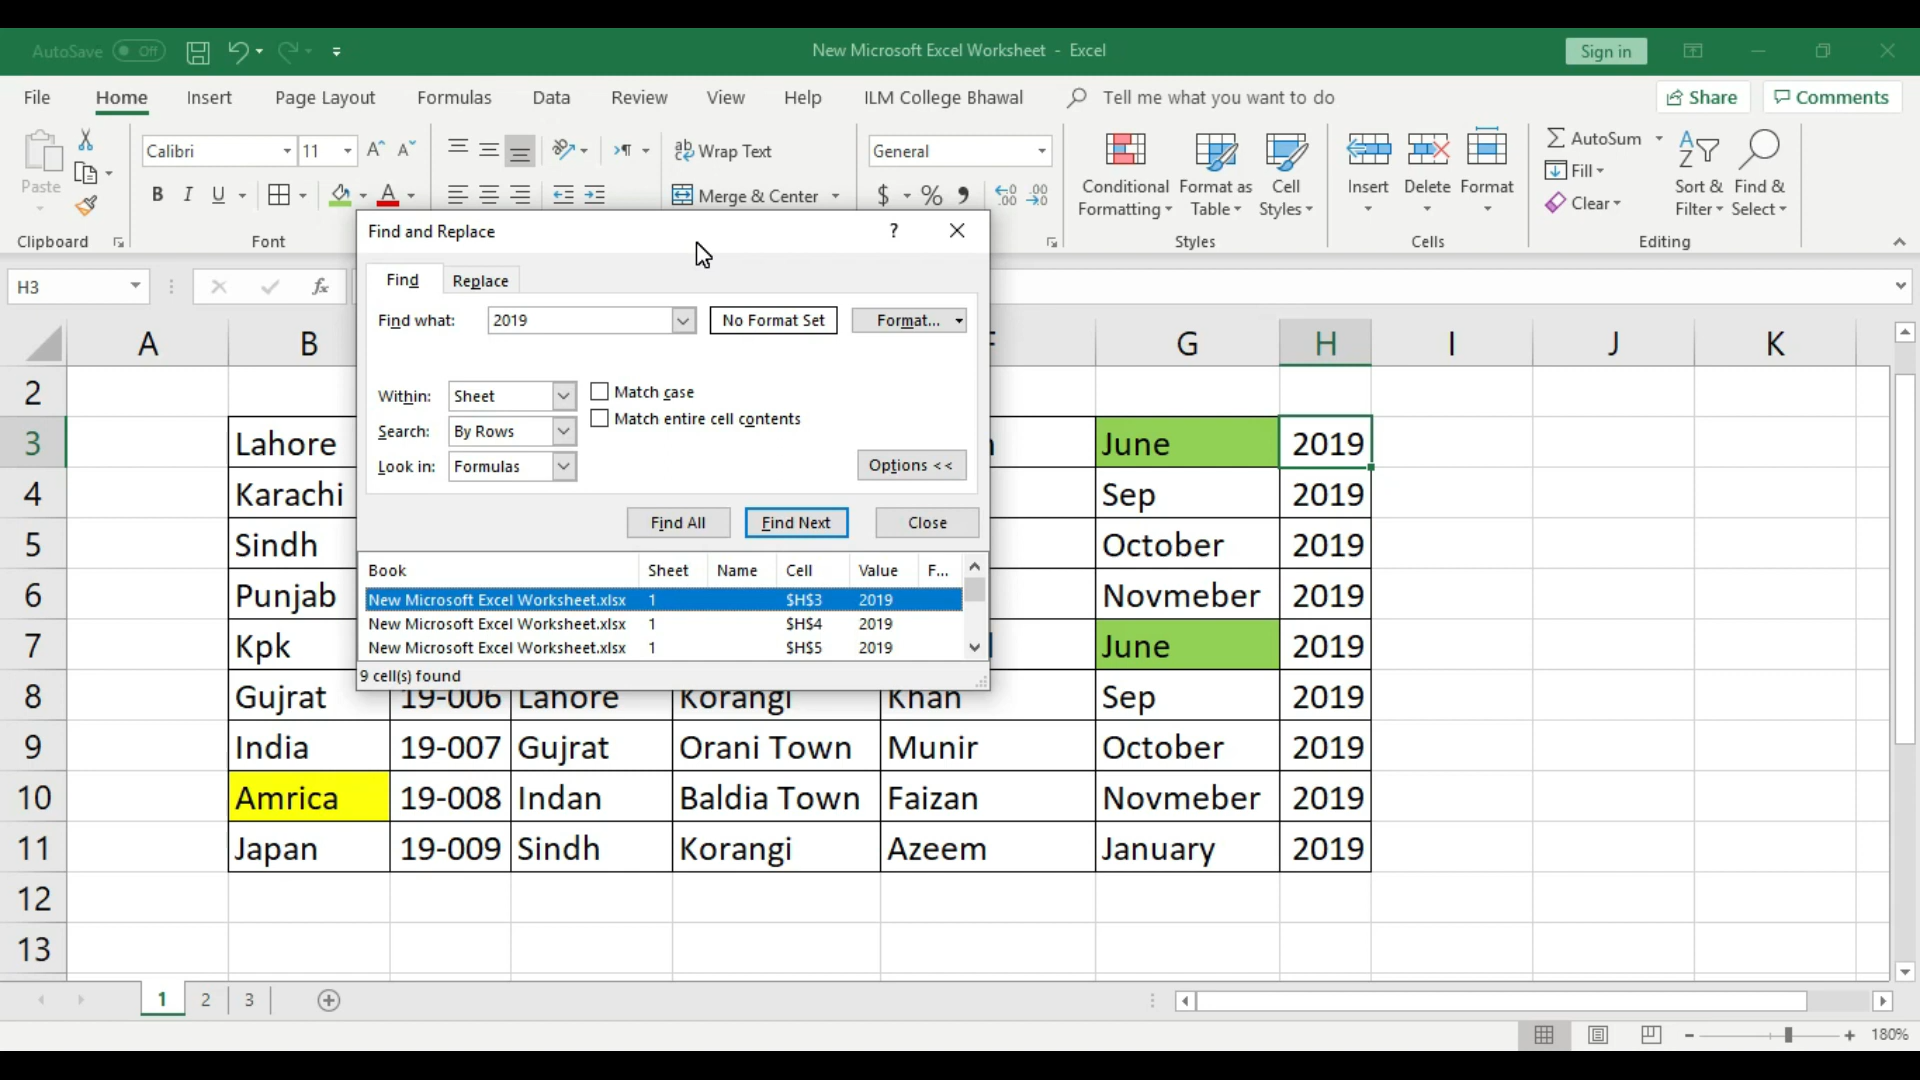 AutoSave Off New Microsoft Excel Worksheet - Excel Sign in
File Home Insert Page Layout Formulas Data Review View Help ILM College Bhawal Tell me what you want to do Share Comments
Calibri 11 Wrap Text General AutoSum
Paste B I U Merge & Center $ % Conditional Formatting Format as Table Cell Styles Insert Delete Format Fill Sort & Filter Find & Select
Clear
Clipboard Font Styles Cells Editing
H3 fx
Find and Replace ?
Find Replace
Find what: 2019 No Format Set Format...
Within: Sheet Match case
Search: By Rows Match entire cell contents
Look in: Formulas Options <<
Find All Find Next Close
Book Sheet Name Cell Value F...
New Microsoft Excel Worksheet.xlsx 1 $H$3 2019
New Microsoft Excel Worksheet.xlsx 1 $H$4 2019
New Microsoft Excel Worksheet.xlsx 1 $H$5 2019
9 cell(s) found
A B G H I J K
2
3 Lahore June 2019
4 Karachi Sep 2019
5 Sindh October 2019
6 Punjab Novmeber 2019
7 Kpk June 2019
8 Gujrat 19-006 Lahore Korangi Khan Sep 2019
9 India 19-007 Gujrat Orani Town Munir October 2019
10 Amrica 19-008 Indan Baldia Town Faizan Novmeber 2019
11 Japan 19-009 Sindh Korangi Azeem January 2019
12
13
1 2 3
180%